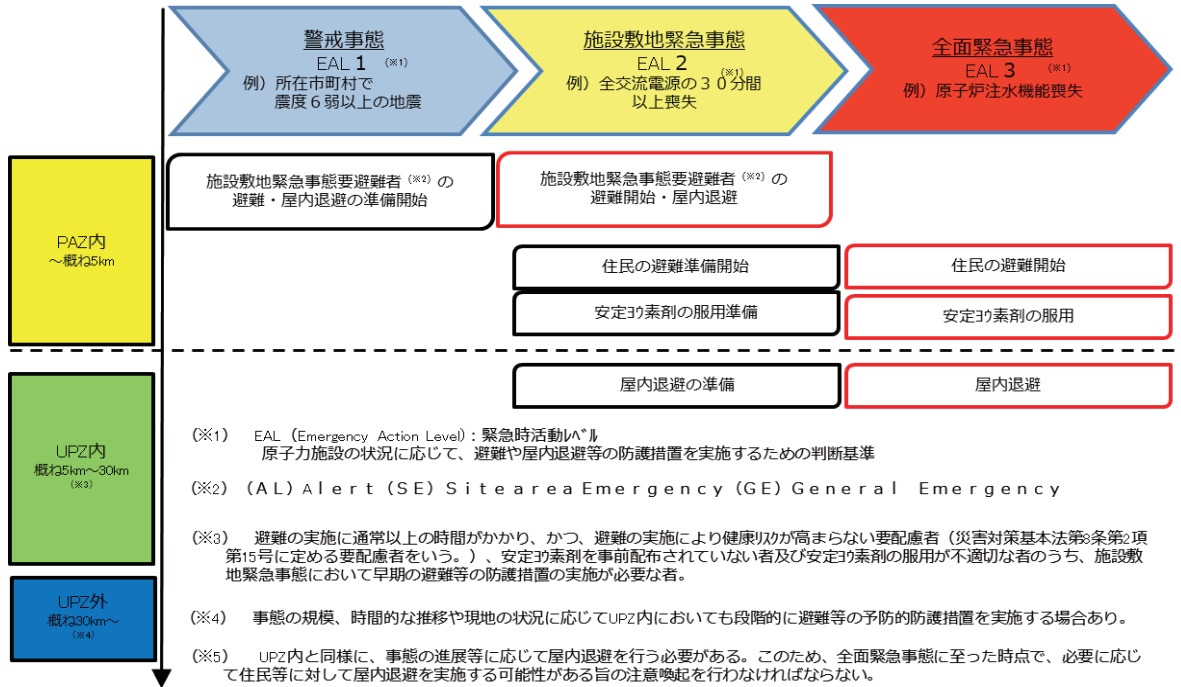 警戒事態
EAL 1 (※1)
例）所在市町村で
震度６弱以上の地震
施設敷地緊急事態
EAL 2 (※1)
例）全交流電源の３０分間
以上喪失
全面緊急事態
EAL 3 (※1)
例）原子炉注水機能喪失
PAZ内
～概ね5km
施設敷地緊急事態要避難者 (※2) の
避難・屋内退避の準備開始
施設敷地緊急事態要避難者 (※2) の
避難開始・屋内退避
住民の避難準備開始
住民の避難開始
安定ﾖｳ素剤の服用準備
安定ﾖｳ素剤の服用
UPZ内
概ね5km～30km
(※3)
屋内退避の準備
屋内退避
UPZ外
概ね30km～
(※4)
(※1) EAL（Emergency Action Level）：緊急時活動ﾚﾍﾞﾙ
原子力施設の状況に応じて、避難や屋内退避等の防護措置を実施するための判断基準
(※2) (ＡＬ) Ａｌｅｒｔ (ＳＥ) Ｓｉｔｅ ａｒｅａ Ｅｍｅｒｇｅｎｃｙ (ＧＥ) Ｇｅｎｅｒａｌ Ｅｍｅｒｇｅｎｃｙ
(※3) 避難の実施に通常以上の時間がかかり、かつ、避難の実施により健康ﾘｽｸが高まらない要配慮者（災害対策基本法第8条第2項
第15号に定める要配慮者をいう。）、安定ﾖｳ素剤を事前配布されていない者及び安定ﾖｳ素剤の服用が不適切な者のうち、施設敷
地緊急事態において早期の避難等の防護措置の実施が必要な者。
(※4) 事態の規模、時間的な推移や現地の状況に応じてUPZ内においても段階的に避難等の予防的防護措置を実施する場合あり。
(※5) UPZ内と同様に、事態の進展等に応じて屋内退避を行う必要がある。このため、全面緊急事態に至った時点で、必要に応じ
て住民等に対して屋内退避を実施する可能性がある旨の注意喚起を行わなければならない。